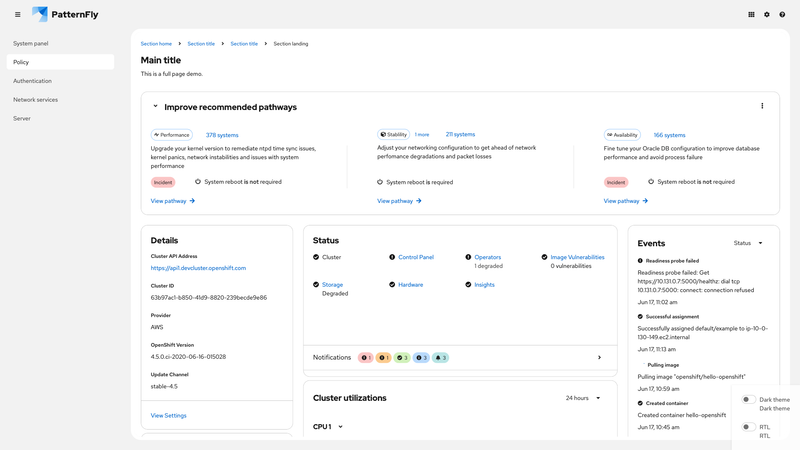 PatternFly
System panel
Policy
Authentication
Network services
Server
Section home
Section title
Section title
Section landing
Main title
This is a full page demo.
Improve recommended pathways
Performance
378 systems
Upgrade your kernel version to remediate ntpd time sync issues,
kernel panics, network instabilities and issues with system
performance
Incident
System reboot is not required
View pathway
Stability
1 more
211 systems
Adjust your networking configuration to get ahead of network
perfomance degradations and packet losses
System reboot is required
View pathway
Availability
166 systems
Fine tune your Oracle DB configuration to improve database
performance and avoid process failure
Incident
System reboot is not required
View pathway
Details
Cluster API Address
https://api1.devcluster.openshift.com
Cluster ID
63b97ac1-b850-41d9-8820-239becde9e86
Provider
AWS
OpenShift Version
4.5.0.ci-2020-06-16-015028
Update Channel
stable-4.5
View Settings
Status
Cluster
Control Panel
Operators
1 degraded
Image Vulnerabilities
0 vulnerabilities
Storage
Degraded
Hardware
Insights
Notifications
1
1
3
3
3
Cluster utilizations
24 hours
CPU 1
Events
Status
Readiness probe failed
Readiness probe failed: Get
https://10.131.0.7:5000/healthz: dial tcp
10.131.0.7:5000: connect: connection refused
Jun 17, 11:02 am
Successful assignment
Successfully assigned default/example to ip-10-0-
130-149.ec2.internal
Jun 17, 11:13 am
Pulling image
Pulling image "openshift/hello-openshift"
Jun 17, 10:59 am
Created container
Created container hello-openshift
Jun 17, 10:45 am
Dark theme
Dark theme
RTL
RTL